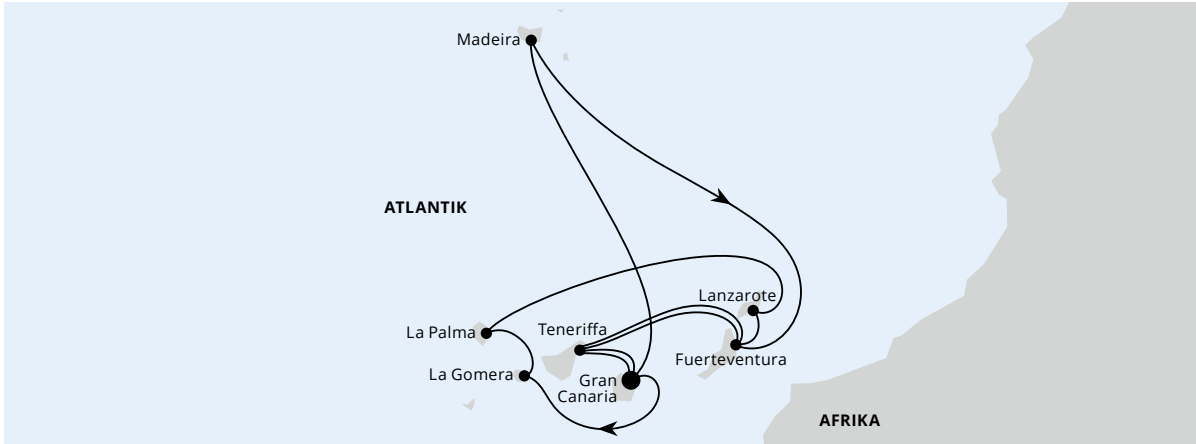 Madeira
ATLANTIK
Lanzarote
La Palma
Teneriffa
Fuerteventura
La Gomera
Gran
Canaria
AFRIKA